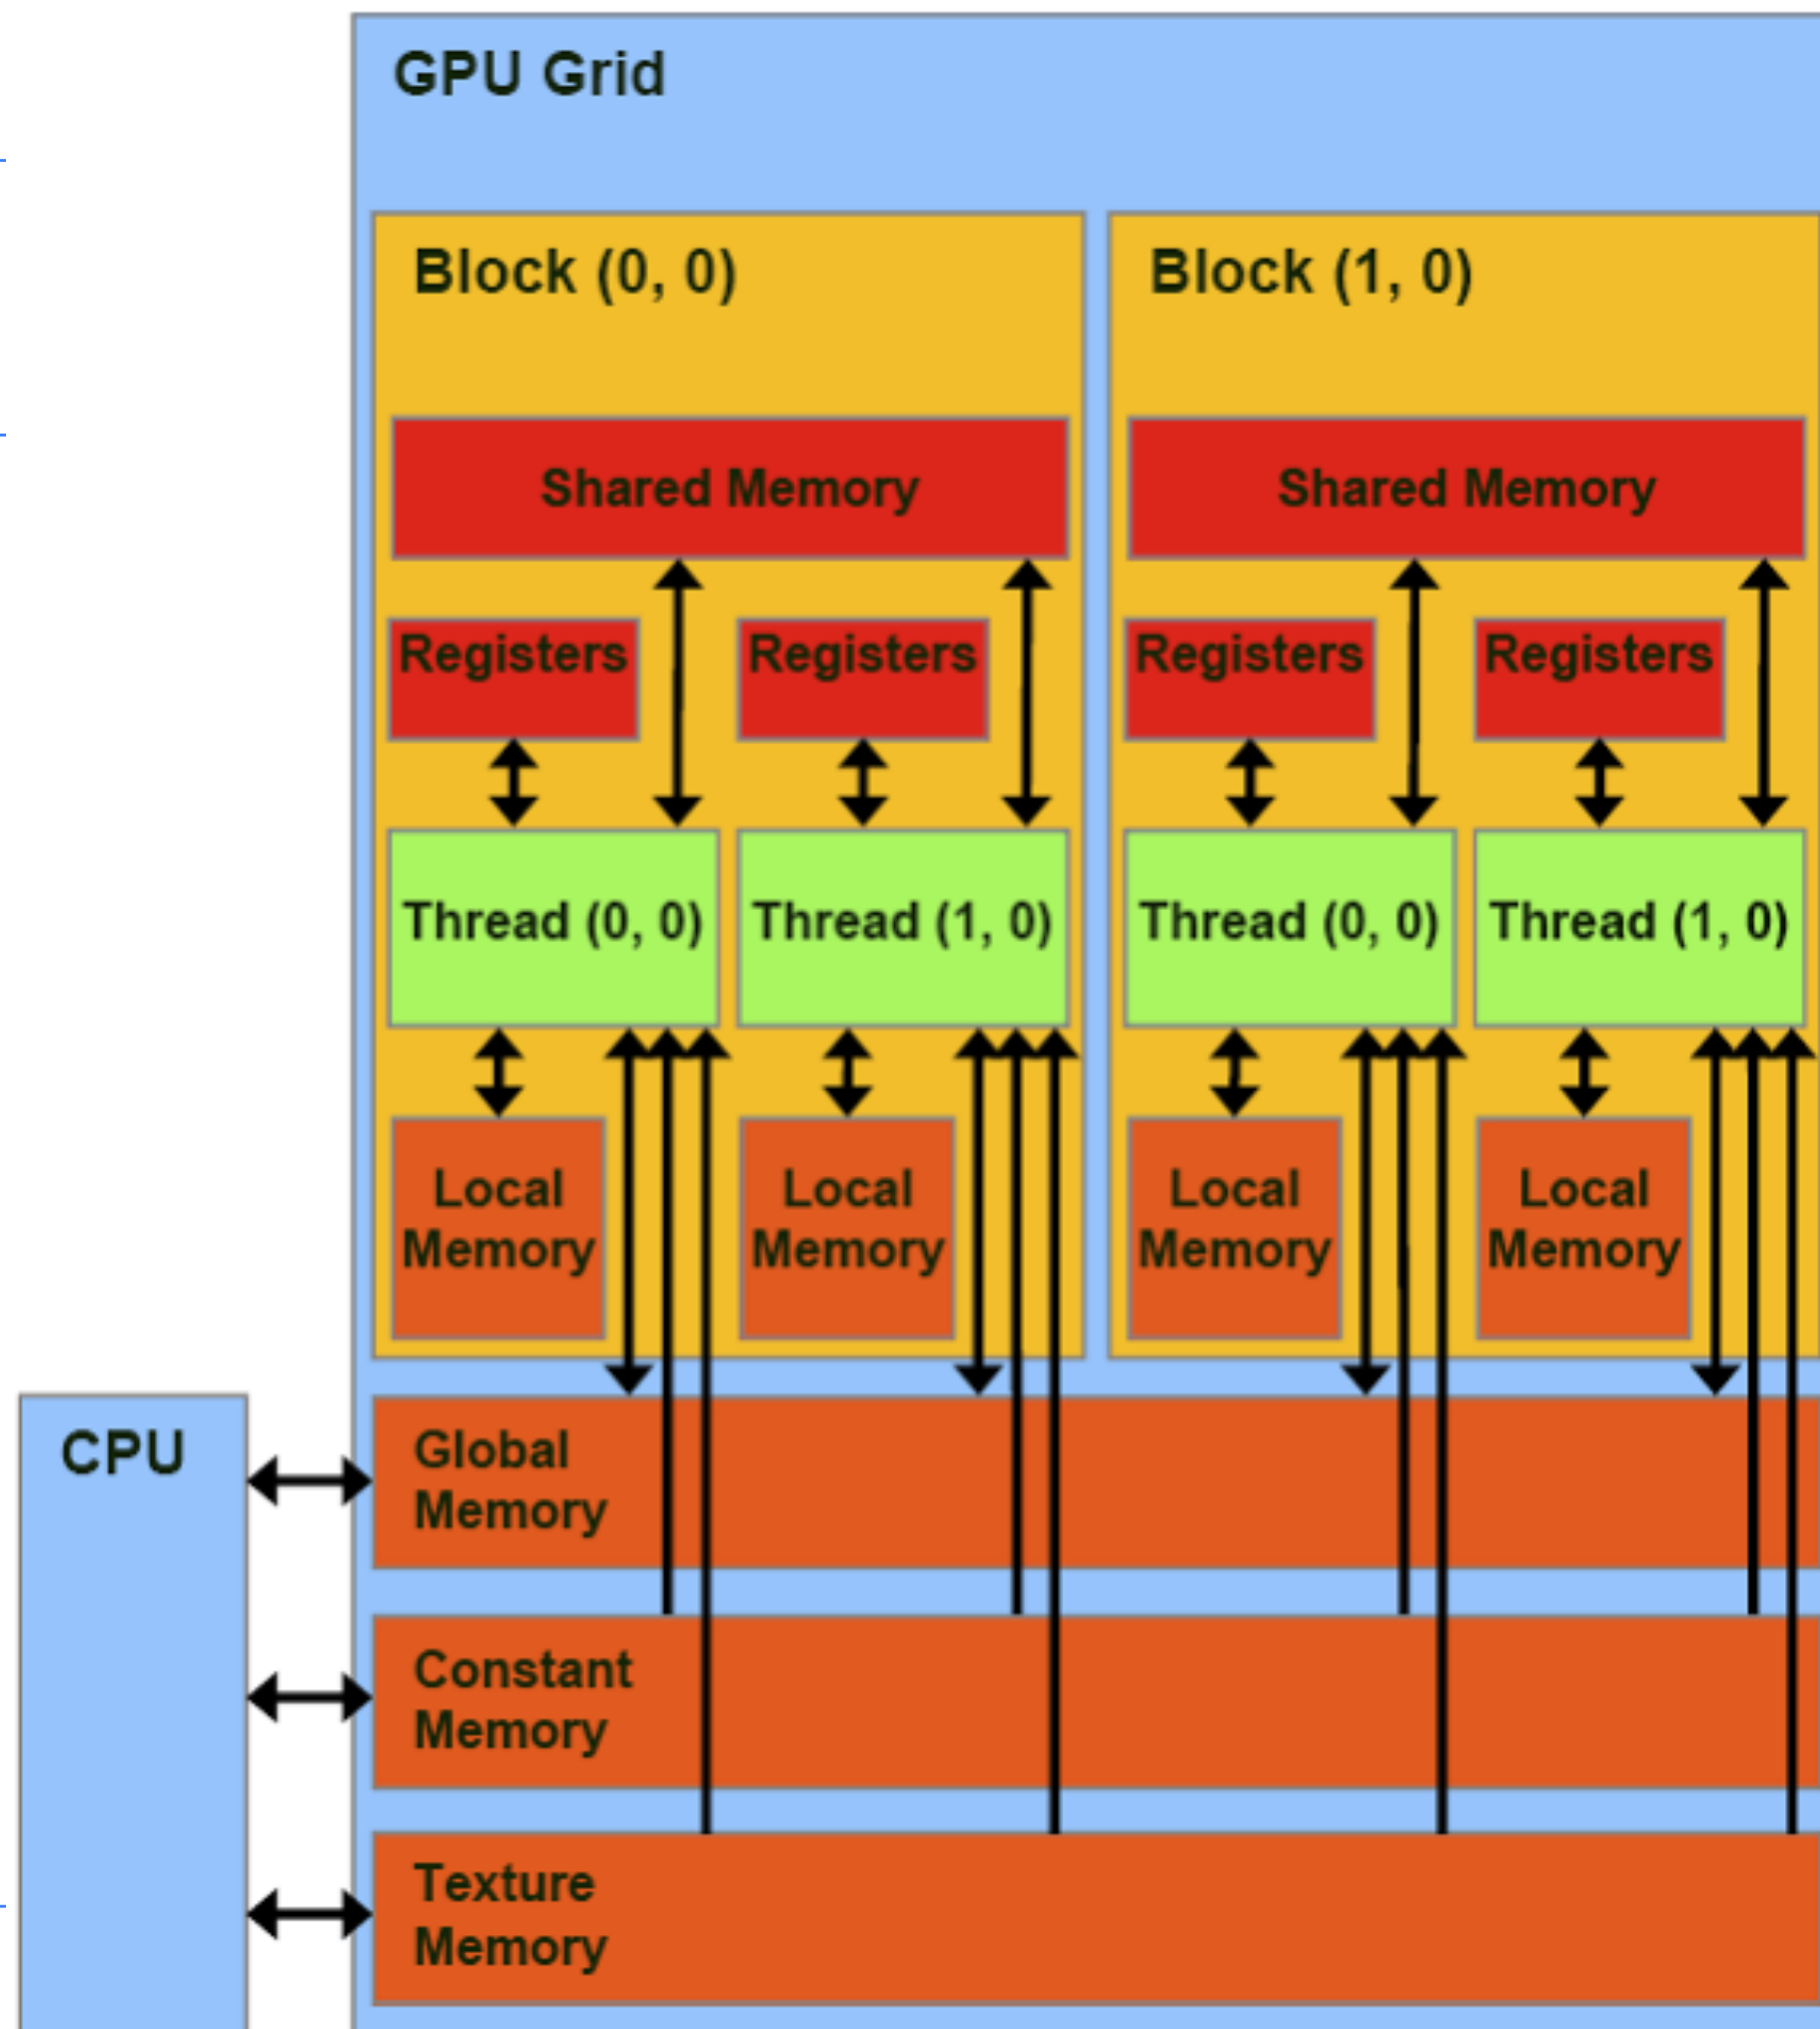 GPU Grid
Block (0, 0)
Block (1, 0)
Shared Memory
Shared Memory
Registers
Registers
Registers
Registers
Thread (0, 0)
Thread (1, 0)
Thread (0, 0)
Thread (1, 0)
Local
Memory
Local
Memory
Local
Memory
Local
Memory
CPU
Global
Memory
Constant
Memory
Texture
Memory